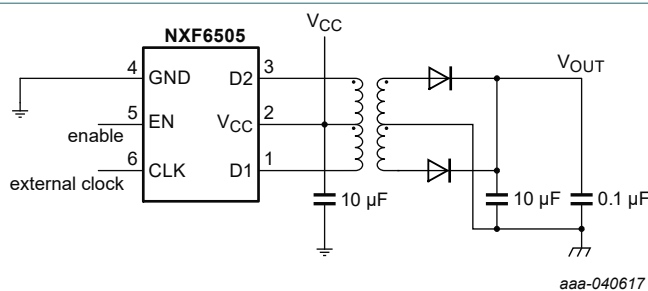 NXF6505
V_CC
4 GND D2 3
5 EN V_CC 2
enable
6 CLK D1 1
external clock
10 µF
V_OUT
10 µF 0.1 µF
aaa-040617